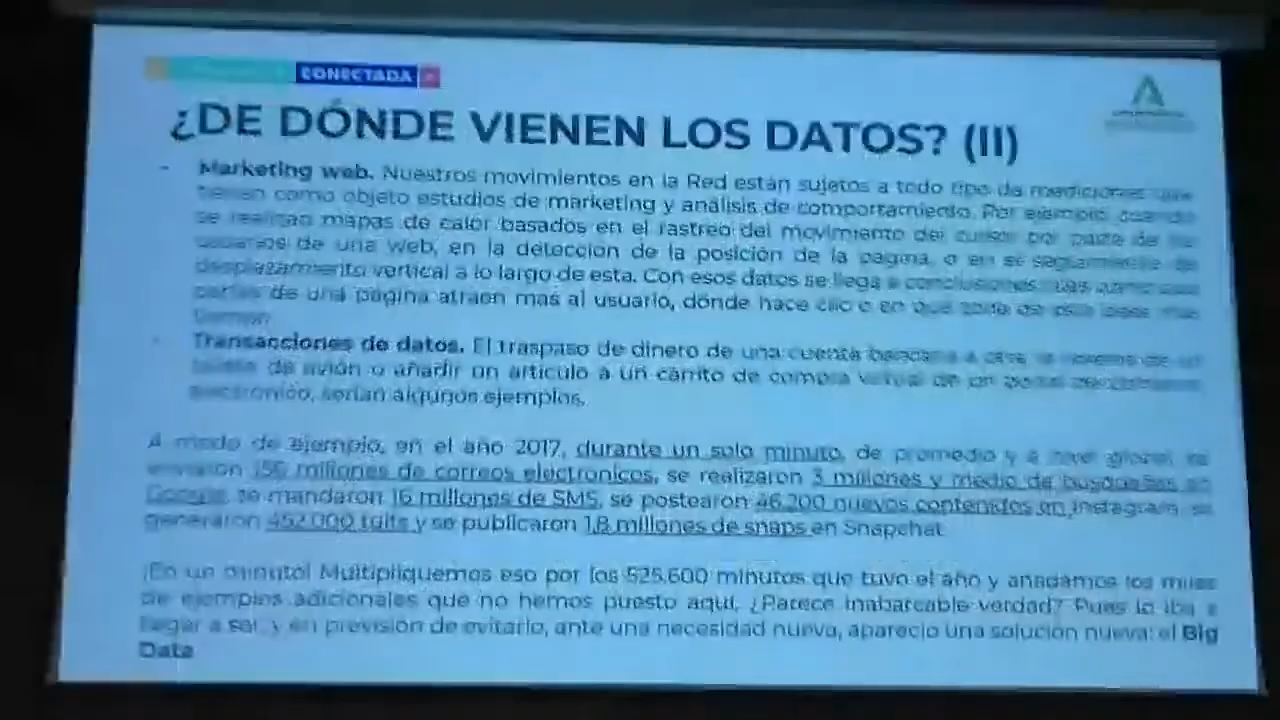 CONECTADA
¿DE DÓNDE VIENEN LOS DATOS? (II)
- Marketing web. Nuestros movimientos en la Red están sujetos a todo tipo de mediciones que
tienen como objeto estudios de marketing y análisis de comportamiento. Por ejemplo, cuando
se realizan mapas de calor basados en el rastreo del movimiento del cursor por parte de los
usuarios de una web, en la detección de la posición de la página, o en el seguimiento de
desplazamiento vertical a lo largo de esta. Con esos datos se llega a conclusiones
partes de una página atraen más al usuario, dónde hace clic o en qué zona de
- Transacciones de datos. El traspaso de dinero de una cuenta bancaria a otra, la reserva de un
billete de avión o añadir un artículo a un carrito de compra virtual de un portal de comercio
electrónico, serían algunos ejemplos.
A modo de ejemplo, en el año 2017, durante un solo minuto, de promedio y a nivel global, se
enviaron 156 millones de correos electrónicos, se realizaron 3 millones y medio de búsquedas en
Google, se mandaron 16 millones de SMS, se postearon 46.200 nuevos contenidos en Instagram, se
generaron 452.000 tuits y se publicaron 1,8 millones de snaps en Snapchat.
¡En un minuto! Multipliquemos eso por los 525.600 minutos que tuvo el año y añadamos los miles
de ejemplos adicionales que no hemos puesto aquí. ¿Parece inabarcable verdad? Pues lo iba a
llegar a ser, y en previsión de evitarlo, ante una necesidad nueva, apareció una solución nueva: el Big
Data